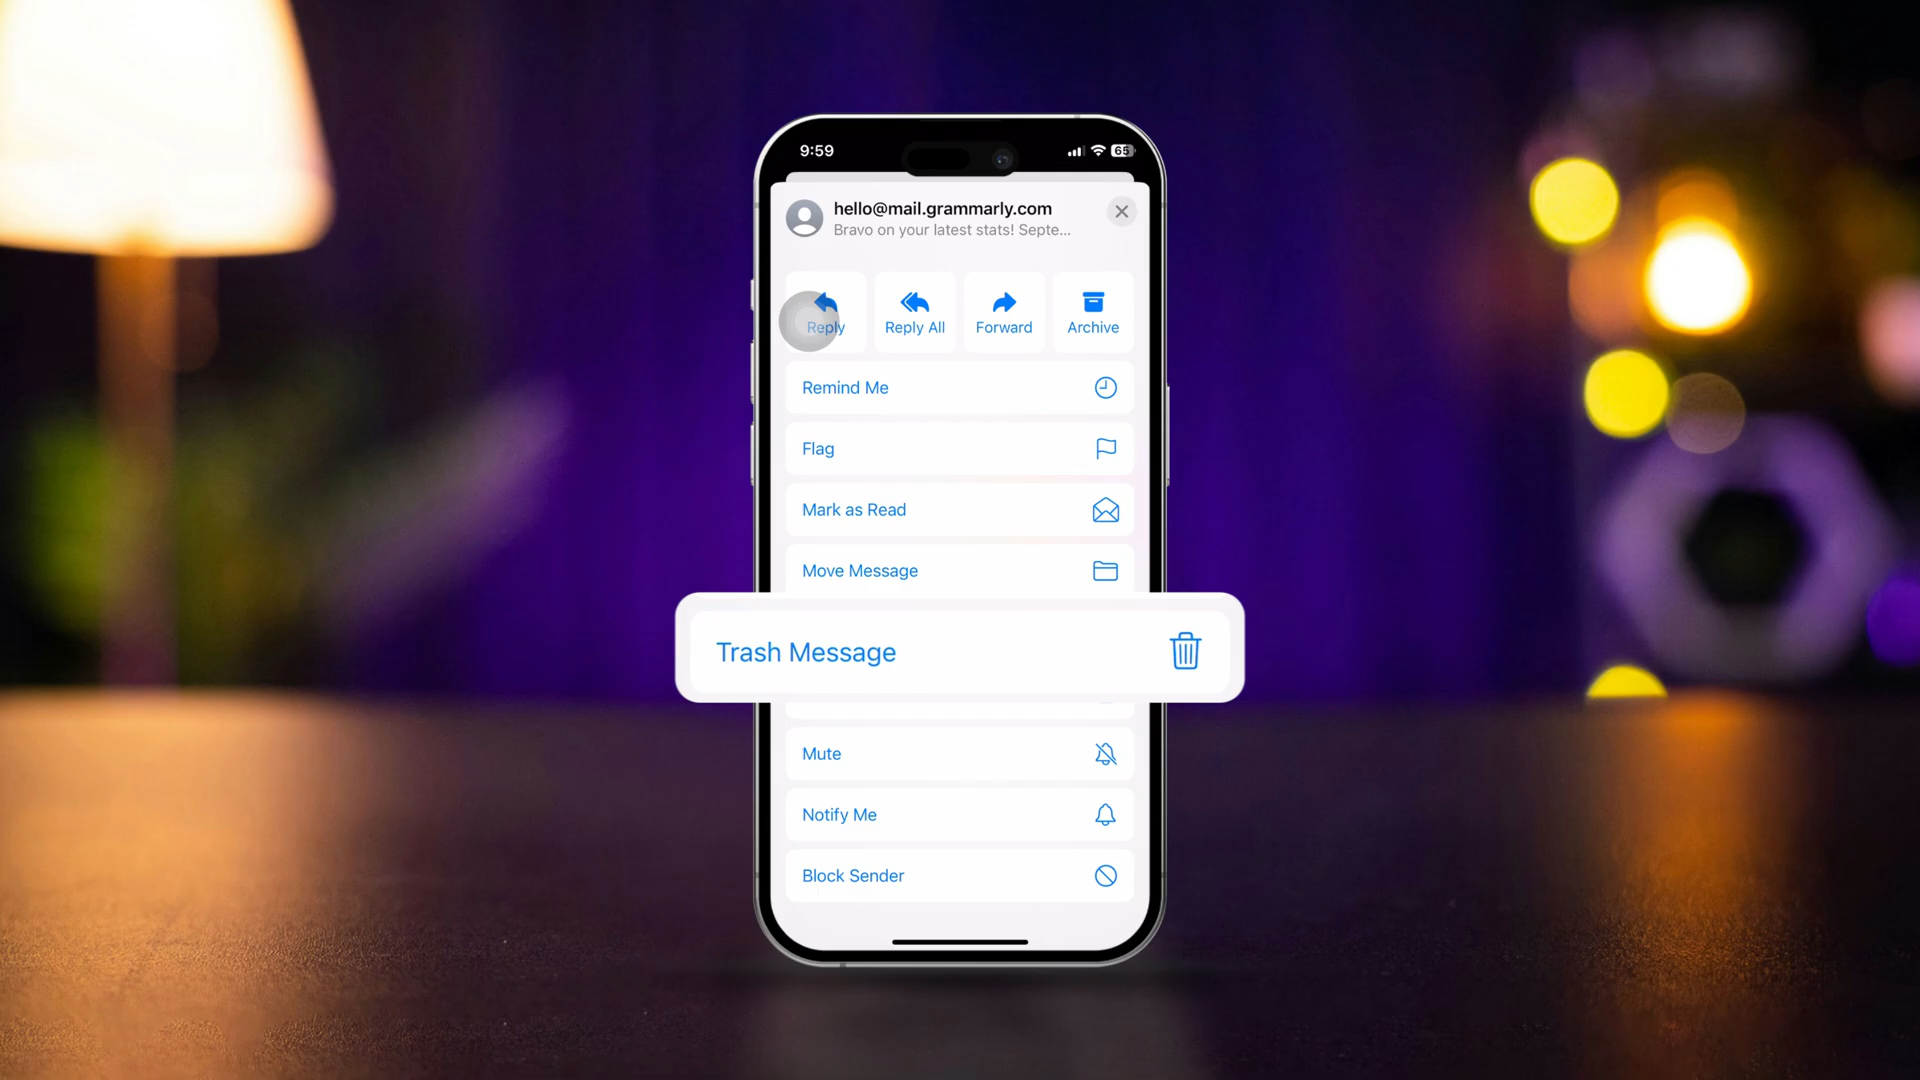 9:59
65
hello@mail.grammarly.com
Bravo on your latest stats! Septe...
Reply
Reply All
Forward
Archive
Remind Me
Flag
Mark as Read
Move Message
Trash Message
Mute
Notify Me
Block Sender